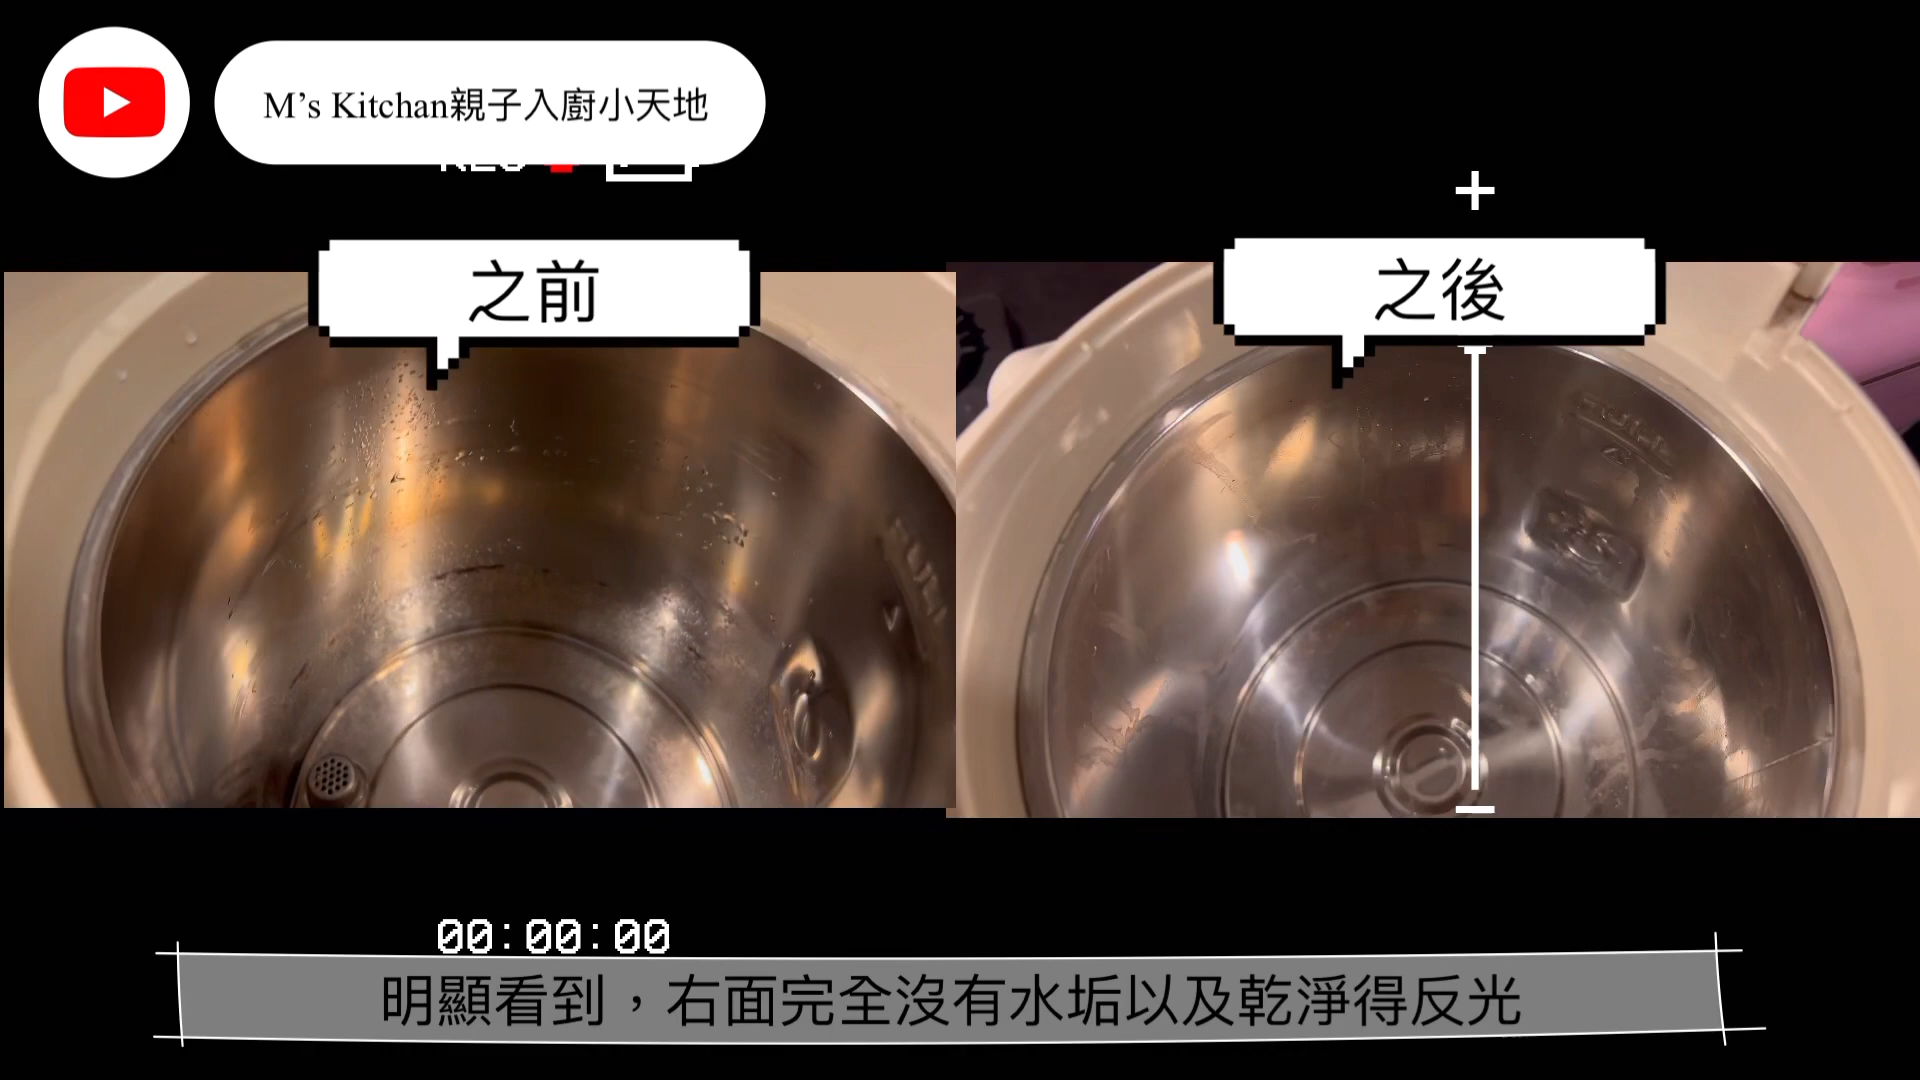 M’s Kitchan親子入廚小天地
之前
之後
FULL
00:00:00
明顯看到，右面完全沒有水垢以及乾淨得反光